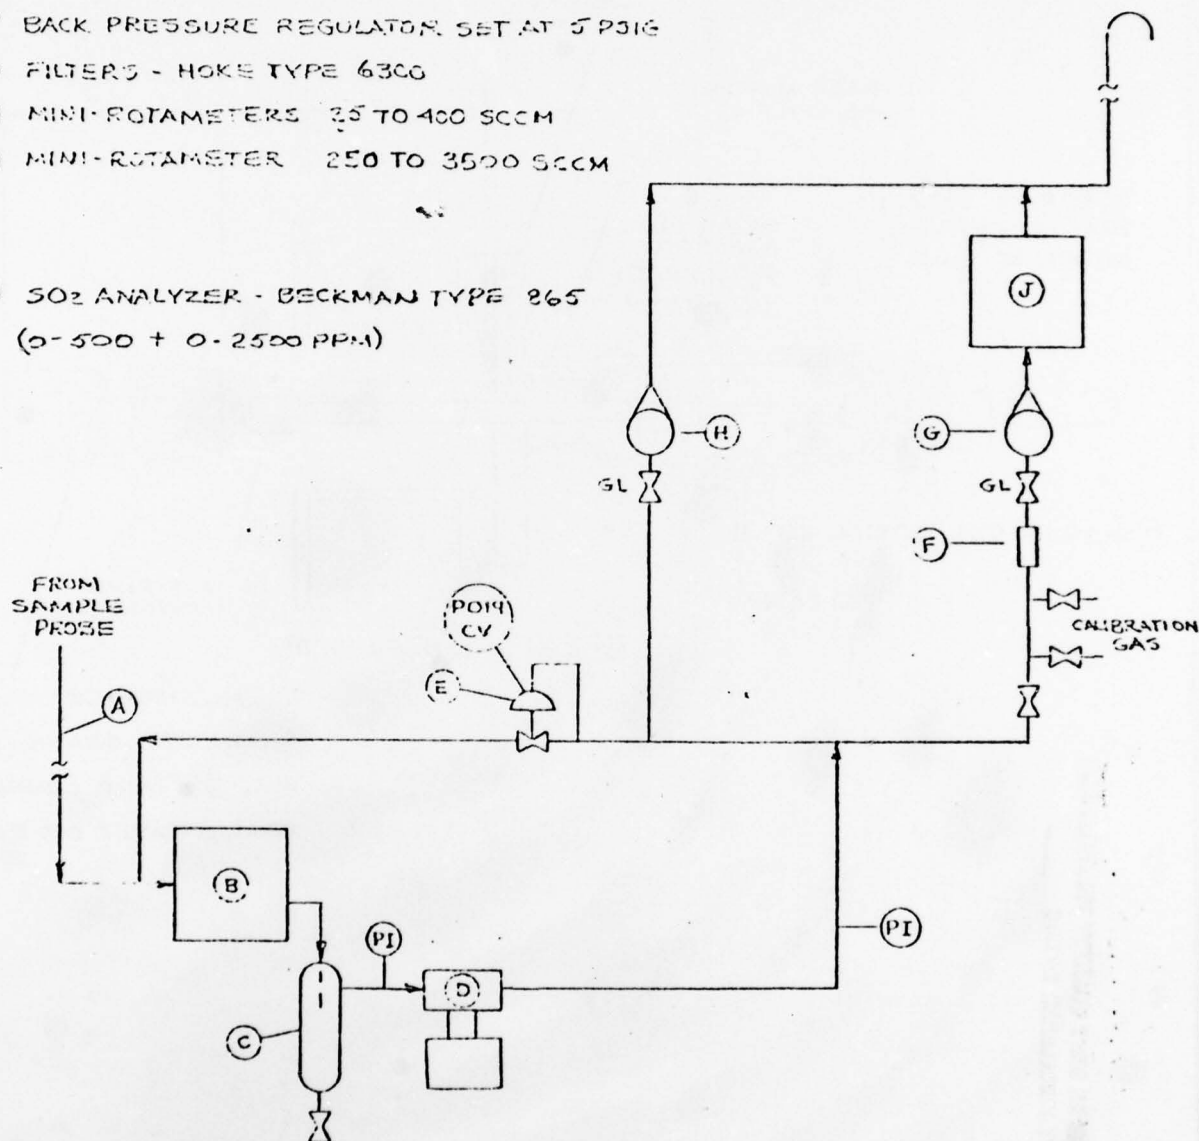 BACK PRESSURE REGULATOR SET AT 5 PSIG
FILTERS - HOKE TYPE 6300
MINI-ROTAMETERS 25 TO 400 SCCM
MINI-ROTAMETER 250 TO 3500 SCCM
SO2 ANALYZER - BECKMAN TYPE 865
(0-500 + 0-2500 PPM)
J
H
G
GL
GL
F
FROM
SAMPLE
PROBE
PO14
CV
CALIBRATION
GAS
E
A
B
PI
PI
D
C